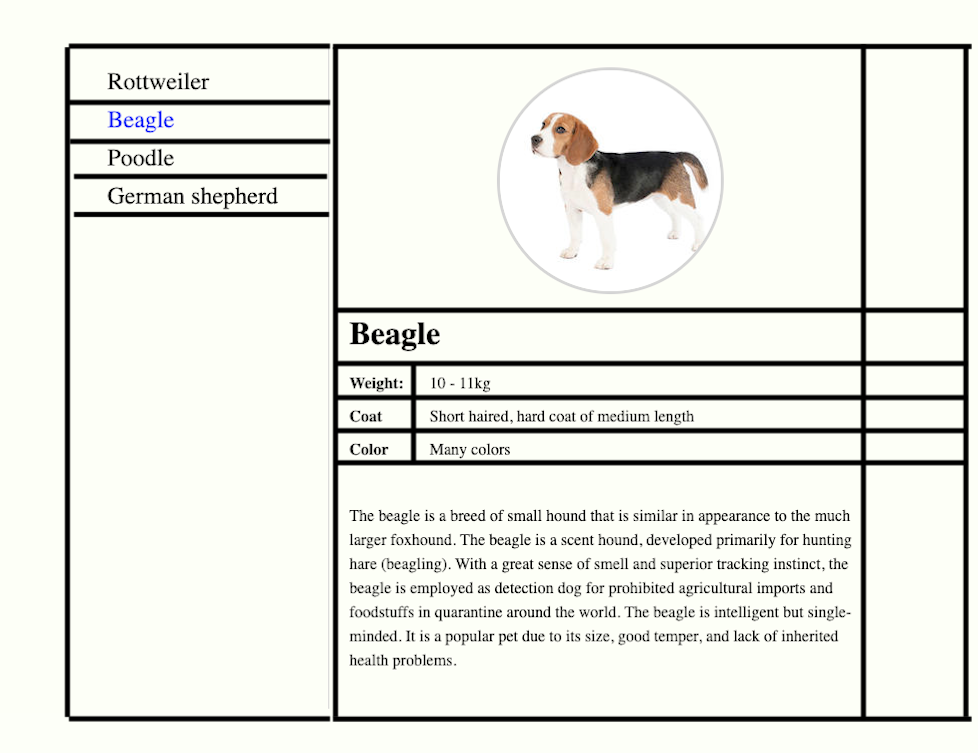 Rottweiler
Beagle
Poodle
German shepherd
Beagle
Weight: 10 - 11kg
Coat Short haired, hard coat of medium length
Color Many colors
The beagle is a breed of small hound that is similar in appearance to the much
larger foxhound. The beagle is a scent hound, developed primarily for hunting
hare (beagling). With a great sense of smell and superior tracking instinct, the
beagle is employed as detection dog for prohibited agricultural imports and
foodstuffs in quarantine around the world. The beagle is intelligent but single-
minded. It is a popular pet due to its size, good temper, and lack of inherited
health problems.